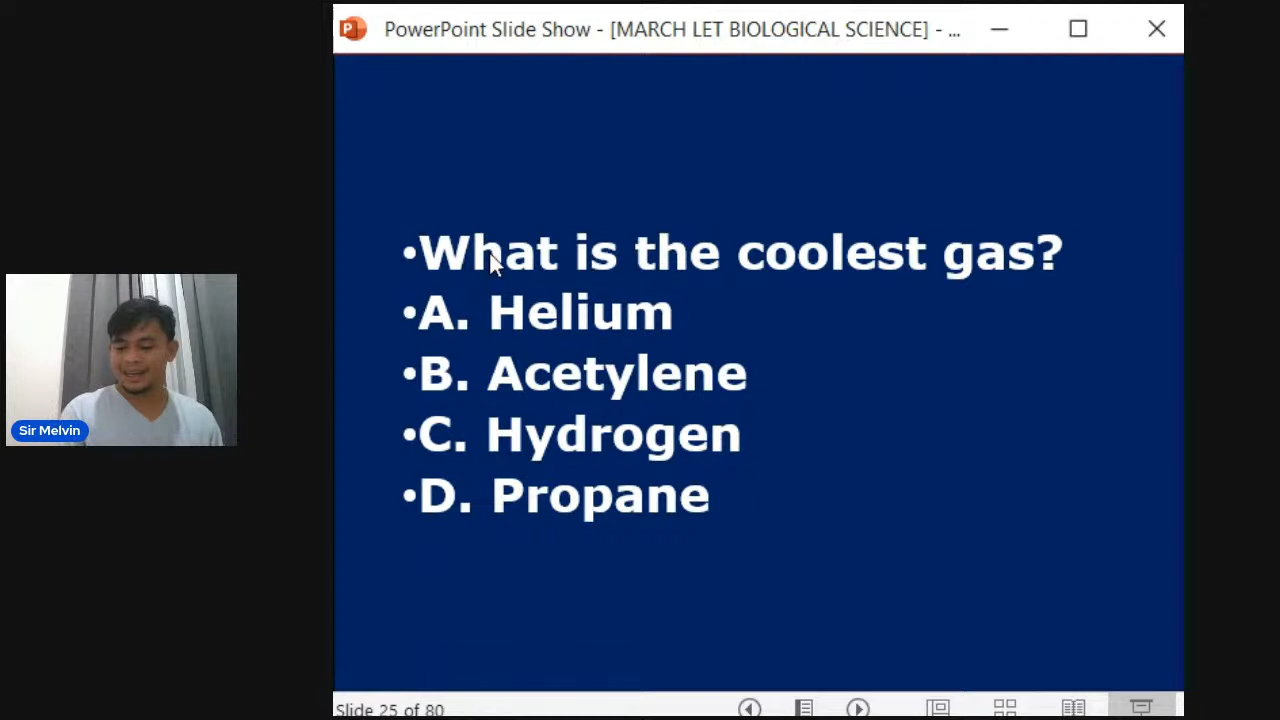 PowerPoint Slide Show - [MARCH LET BIOLOGICAL SCIENCE] - ...
•What is the coolest gas?
•A. Helium
•B. Acetylene
•C. Hydrogen
•D. Propane
Sir Melvin
Slide 25 of 80